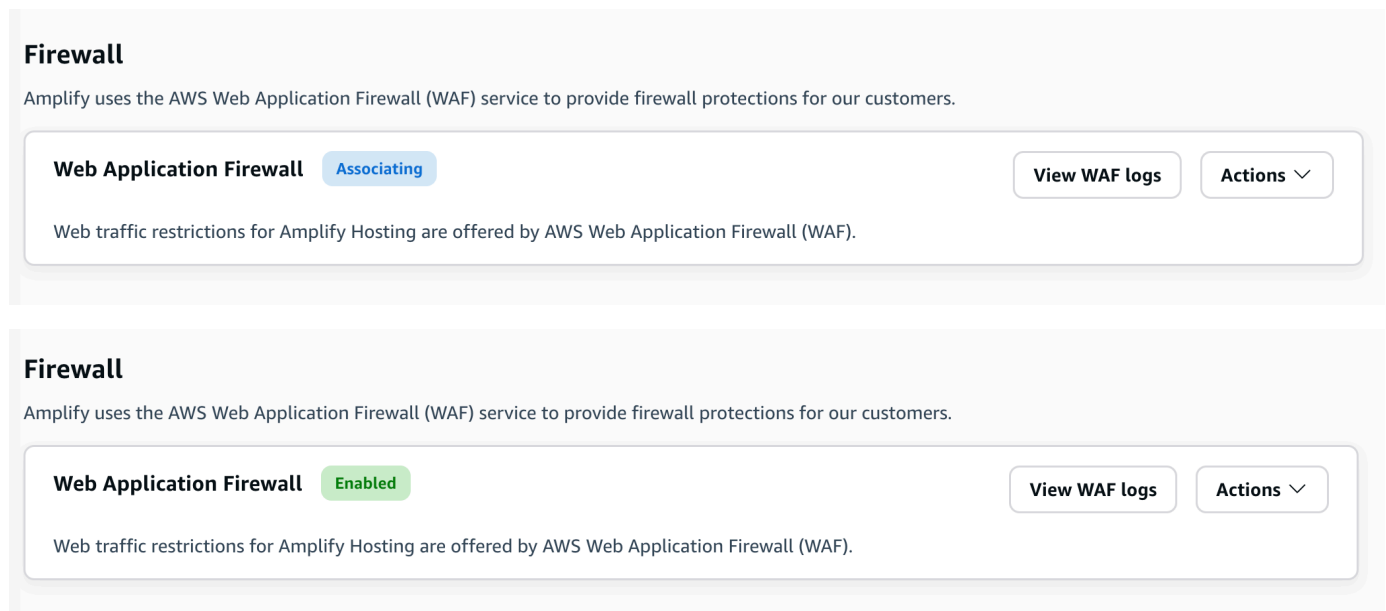 Firewall
Amplify uses the AWS Web Application Firewall (WAF) service to provide firewall protections for our customers.
Web Application Firewall Associating View WAF logs Actions
Web traffic restrictions for Amplify Hosting are offered by AWS Web Application Firewall (WAF).
Firewall
Amplify uses the AWS Web Application Firewall (WAF) service to provide firewall protections for our customers.
Web Application Firewall Enabled View WAF logs Actions
Web traffic restrictions for Amplify Hosting are offered by AWS Web Application Firewall (WAF).